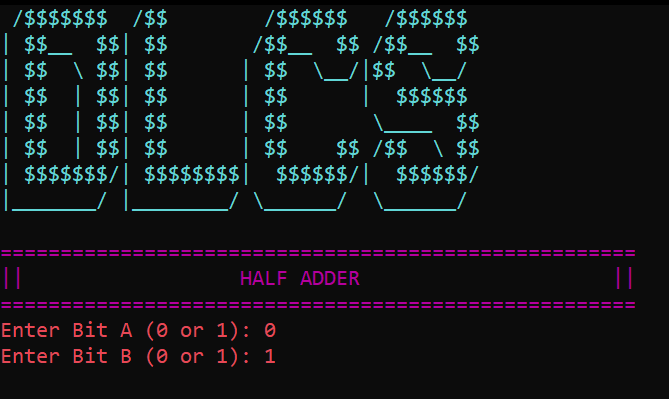 /$$$$$$$  /$$        /$$$$$$   /$$$$$$
| $$__  $$| $$       /$$__  $$ /$$__  $$
| $$  \ $$| $$      | $$  \__/|$$  \__/
| $$  | $$| $$      | $$      |  $$$$$$
| $$  | $$| $$      | $$       \____  $$
| $$  | $$| $$      | $$    $$ /$$  \ $$
| $$$$$$$/| $$$$$$$$|  $$$$$$/|  $$$$$$/
|_______/ |________/ \______/  \______/
=====================================================
||                  HALF ADDER                     ||
=====================================================
Enter Bit A (0 or 1): 0
Enter Bit B (0 or 1): 1